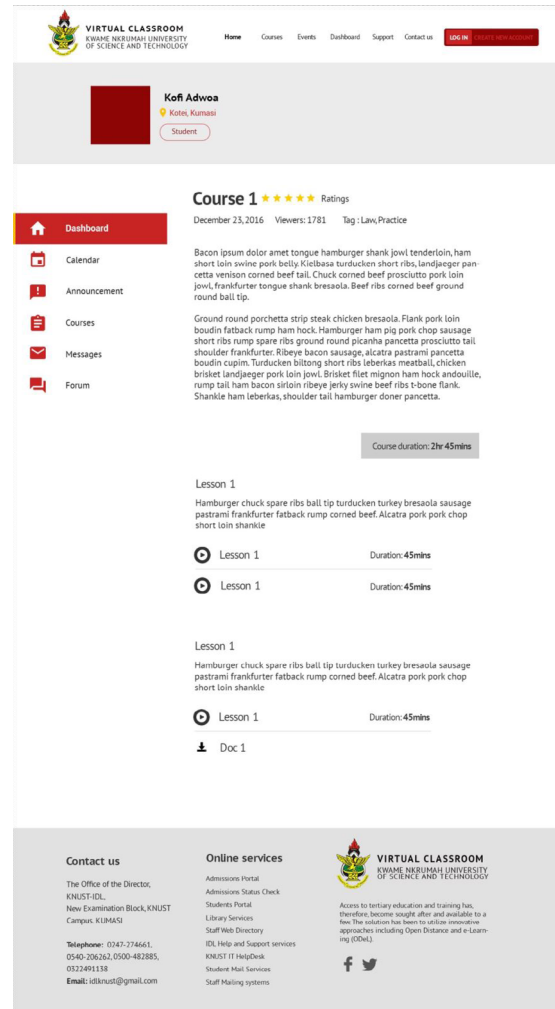 VIRTUAL CLASSROOM
KWAME NKRUMAH UNIVERSITY
OF SCIENCE AND TECHNOLOGY
Home Courses Events Dashboard Support Contact us LOG IN CREATE NEW ACCOUNT
Kofi Adwoa
Kotei, Kumasi
Student
Course 1 Ratings
December 23, 2016 Viewers: 1781 Tag : Law, Practice
Dashboard
Calendar
Announcement
Courses
Messages
Forum
Bacon ipsum dolor amet tongue hamburger shank jowl tenderloin, ham
short loin swine pork belly. Kielbasa turducken short ribs, landjaeger pan-
cetta venison corned beef tail. Chuck corned beef prosciutto pork loin
jowl, frankfurter tongue shank bresaola. Beef ribs corned beef ground
round ball tip.
Ground round porchetta strip steak chicken bresaola. Flank pork loin
boudin fatback rump ham hock. Hamburger ham pig pork chop sausage
short ribs rump spare ribs ground round picanha pancetta prosciutto tail
shoulder frankfurter. Ribeye bacon sausage, alcatra pastrami pancetta
boudin cupim. Turducken biltong short ribs leberkas meatball, chicken
brisket landjaeger pork loin jowl. Brisket filet mignon ham hock andouille,
rump tail ham bacon sirloin ribeye jerky swine beef ribs t-bone flank.
Shankle ham leberkas, shoulder tail hamburger doner pancetta.
Course duration: 2hr 45mins
Lesson 1
Hamburger chuck spare ribs ball tip turducken turkey bresaola sausage
pastrami frankfurter fatback rump corned beef. Alcatra pork pork chop
short loin shankle
Lesson 1 Duration: 45mins
Lesson 1 Duration: 45mins
Lesson 1
Hamburger chuck spare ribs ball tip turducken turkey bresaola sausage
pastrami frankfurter fatback rump corned beef. Alcatra pork pork chop
short loin shankle
Lesson 1 Duration: 45mins
Doc 1
Contact us
The Office of the Director,
KNUST-IDL,
New Examination Block, KNUST
Campus. KUMASI
Telephone: 0247-274661,
0540-206262, 0500-482885,
0322491138
Email: idlknust@gmail.com
Online services
Admissions Portal
Admissions Status Check
Students Portal
Library Services
Staff Web Directory
IDL Help and Support services
KNUST IT HelpDesk
Student Mail Services
Staff Mailing systems
VIRTUAL CLASSROOM
KWAME NKRUMAH UNIVERSITY
OF SCIENCE AND TECHNOLOGY
Access to tertiary education and training has,
therefore, become sought after and available to a
few. The solution has been to utilize innovative
approaches including Open Distance and e-Learn-
ing (ODeL).